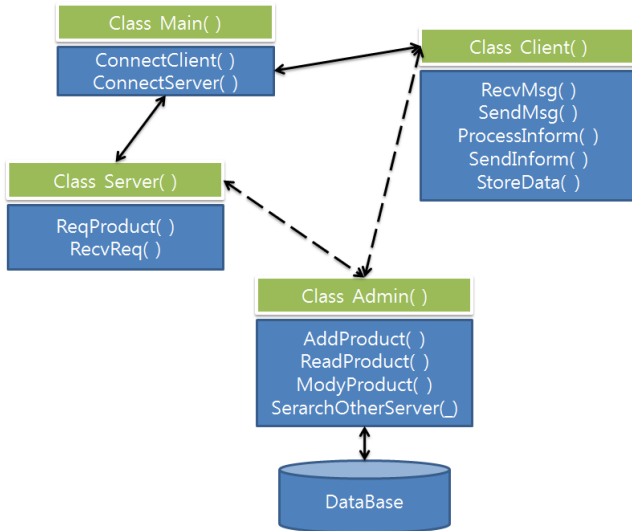 Class Main( )
ConnectClient( )
ConnectServer( )
Class Client( )
RecvMsg( )
SendMsg( )
ProcessInform( )
SendInform( )
StoreData( )
Class Server( )
ReqProduct( )
RecvReq( )
Class Admin( )
AddProduct( )
ReadProduct( )
ModyProduct( )
SerarchOtherServer(_)
DataBase